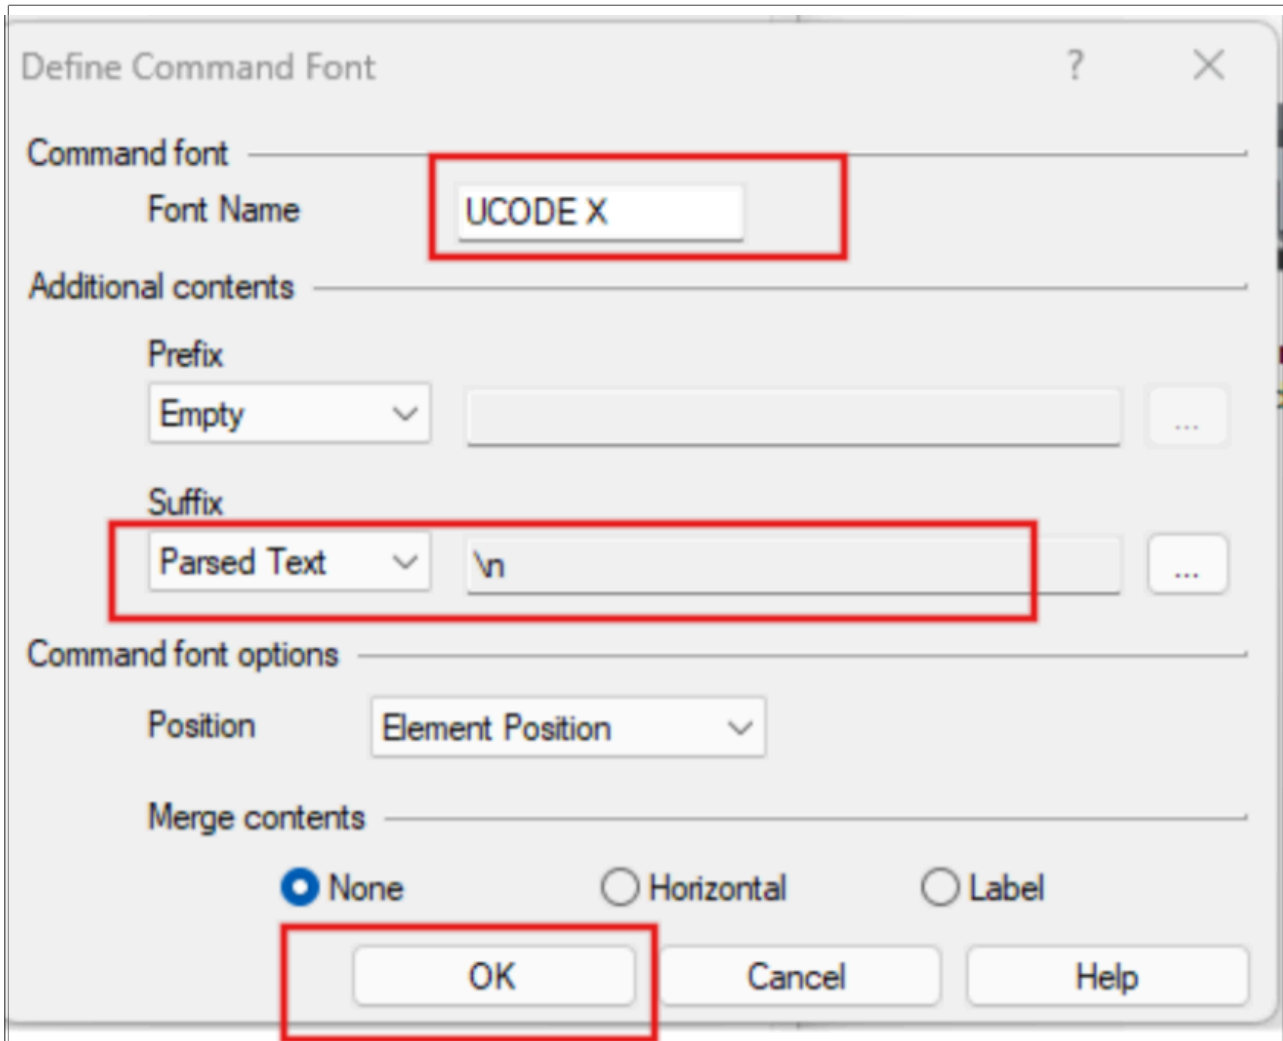 Define Command Font ?
Command font
Font Name UCODE X
Additional contents
Prefix
Empty ...
Suffix
Parsed Text \n ...
Command font options
Position Element Position
Merge contents
None Horizontal Label
OK Cancel Help